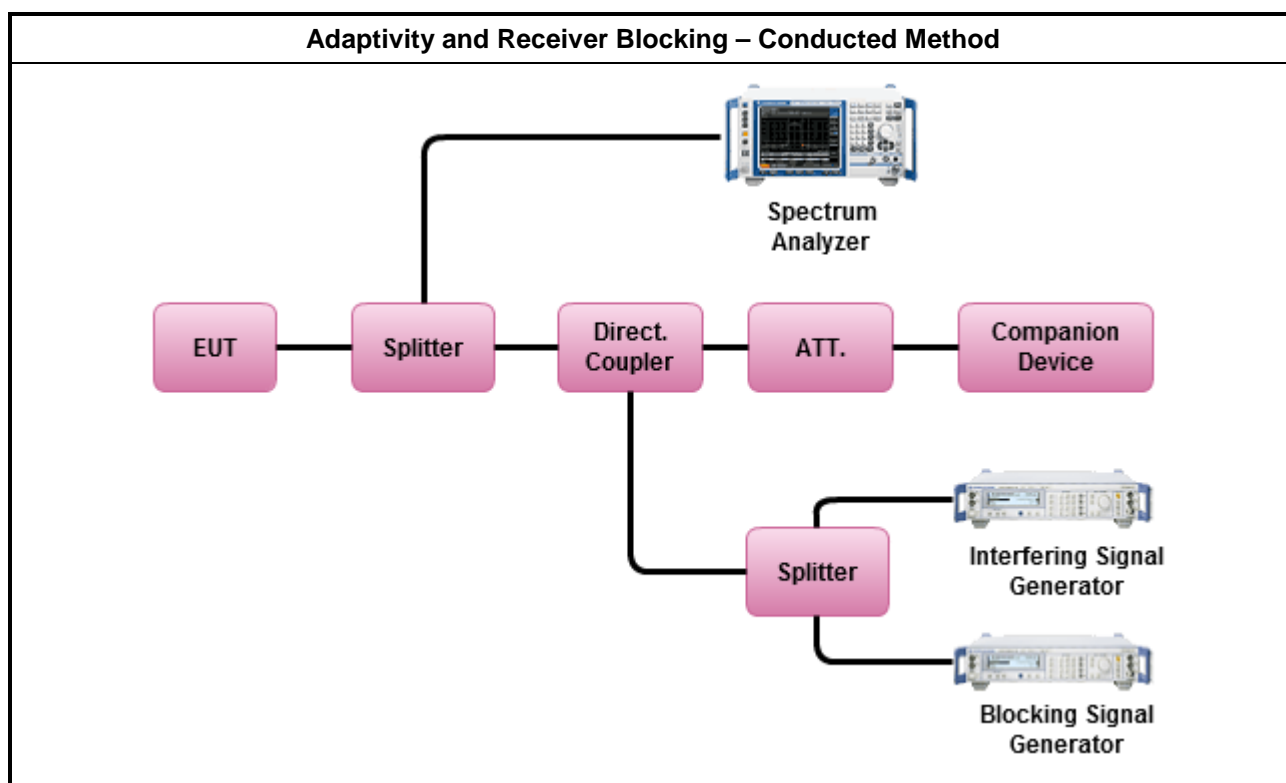 Adaptivity and Receiver Blocking – Conducted Method
Spectrum
Analyzer
EUT
Splitter
Direct.
Coupler
ATT.
Companion
Device
Splitter
Interfering Signal
Generator
Blocking Signal
Generator